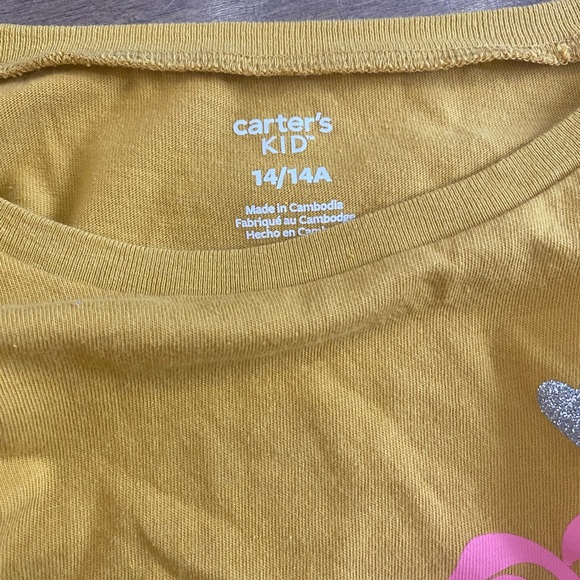 carter's
KID™
14/14A
Made in Cambodia
Fabriqué au Cambodge
Hecho en